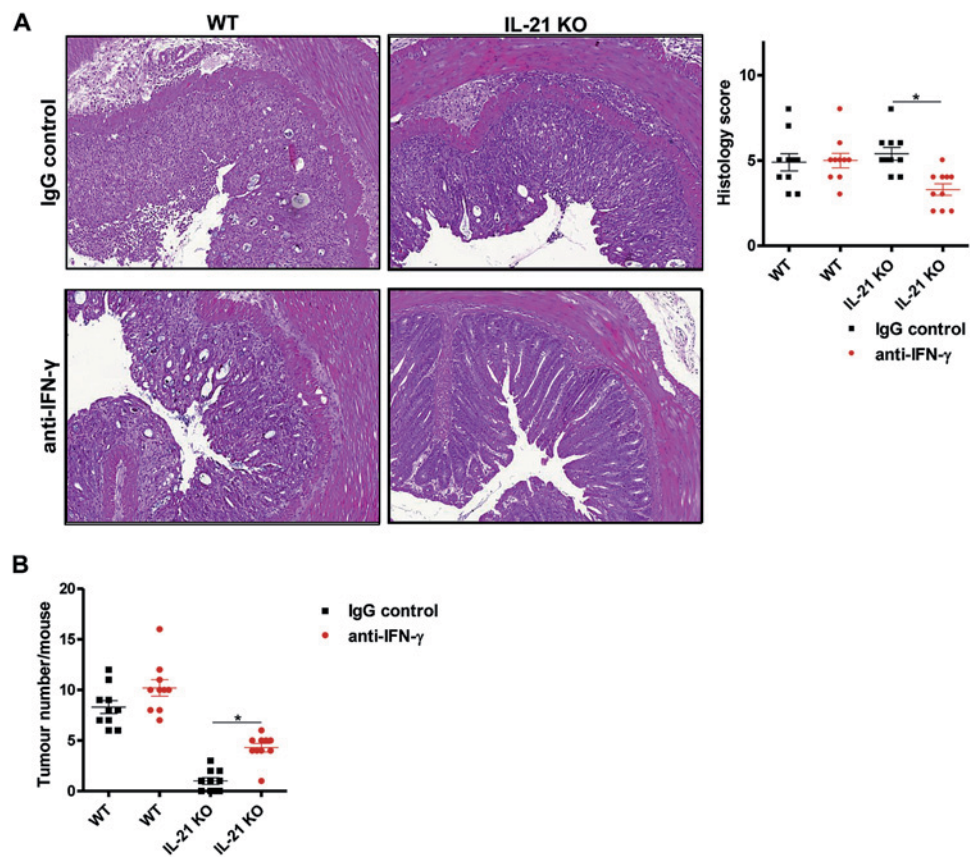 A
WT
IL-21 KO
IgG control
anti-IFN-γ
Histology score
10
5
0
*
WT
WT
IL-21 KO
IL-21 KO
IgG control
anti-IFN-γ
B
Tumour number/mouse
20
15
10
5
0
*
WT
WT
IL-21 KO
IL-21 KO
IgG control
anti-IFN-γ